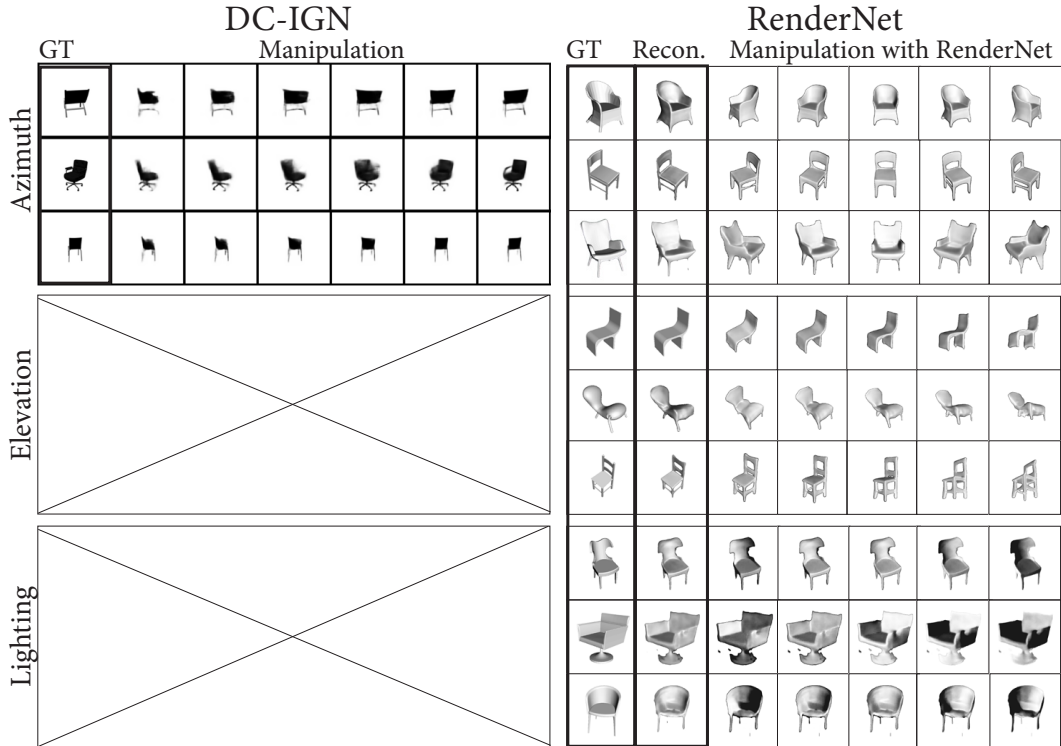 DC-IGN
RenderNet
GT Manipulation
GT Recon. Manipulation with RenderNet
Azimuth
Elevation
Lighting